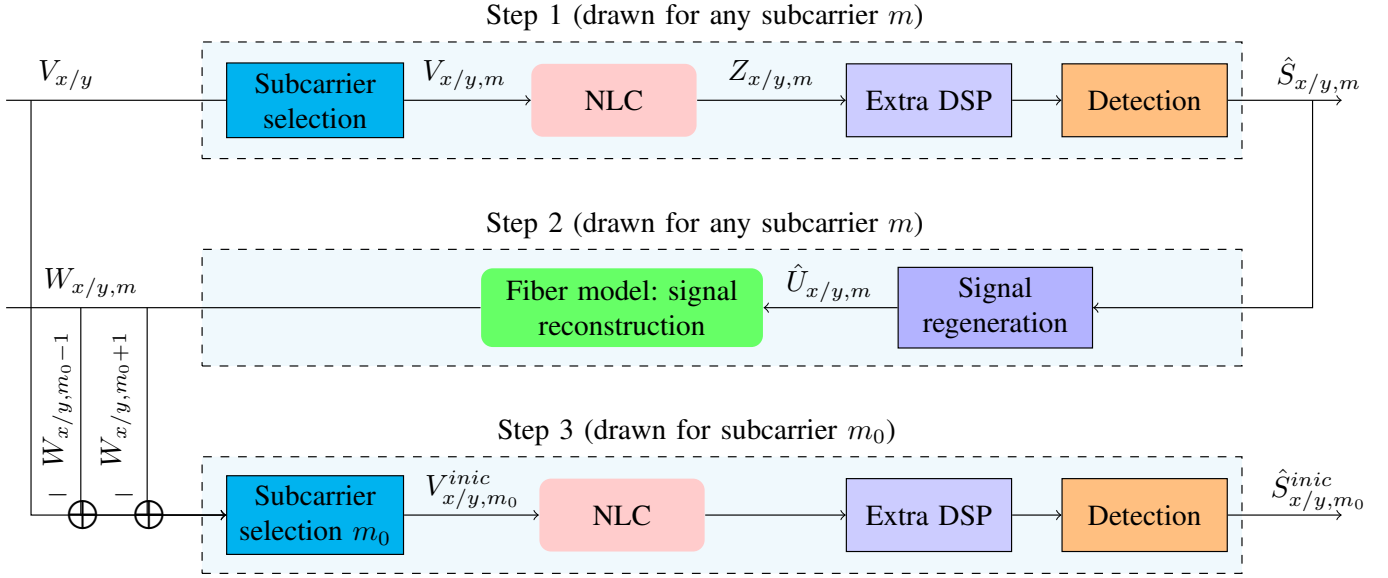 Step 1 (drawn for any subcarrier m)
V_{x/y}
Subcarrier
selection
V_{x/y,m}
NLC
Z_{x/y,m}
Extra DSP
Detection
Ŝ_{x/y,m}
Step 2 (drawn for any subcarrier m)
W_{x/y,m}
Fiber model: signal
reconstruction
Û_{x/y,m}
Signal
regeneration
W_{x/y,m_0−1}
W_{x/y,m_0+1}
Step 3 (drawn for subcarrier m_0)
−
−
Subcarrier
selection m_0
V^{inic}_{x/y,m_0}
NLC
Extra DSP
Detection
Ŝ^{inic}_{x/y,m_0}